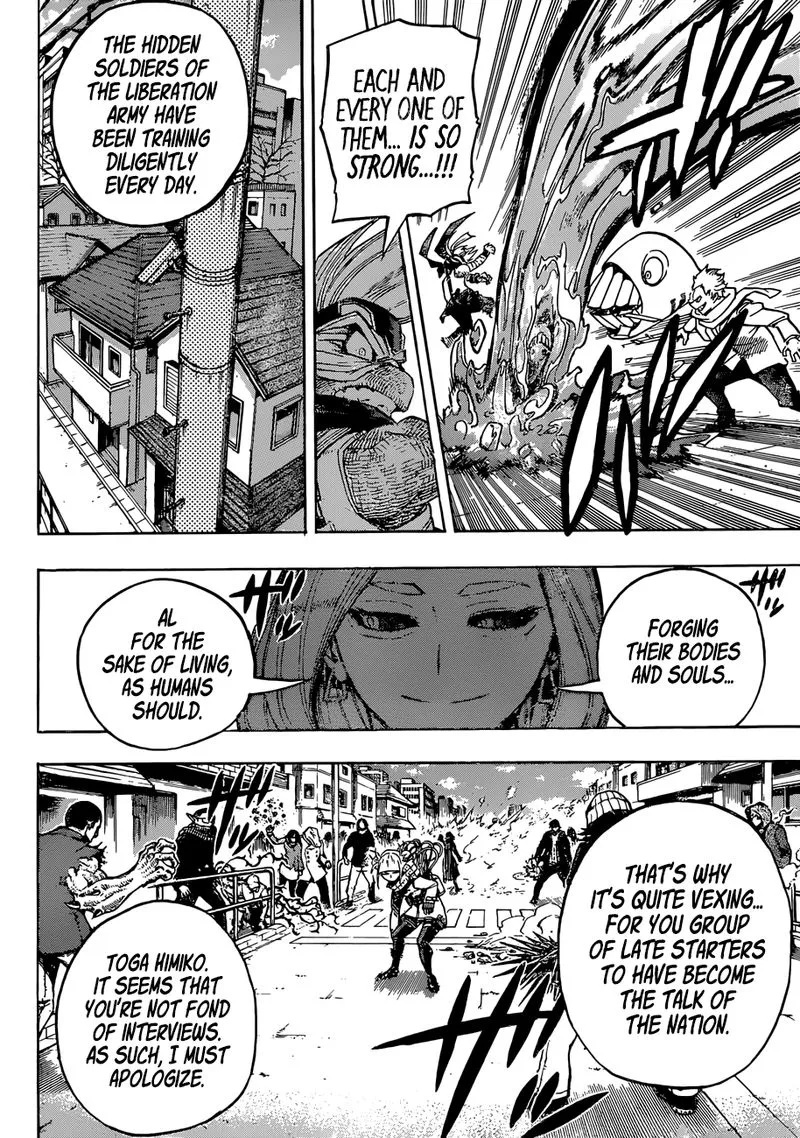 EACH AND
EVERY ONE OF
THEM... IS SO
STRONG...!!!
THE HIDDEN
SOLDIERS OF
THE LIBERATION
ARMY HAVE
BEEN TRAINING
DILIGENTLY
EVERY DAY.
FORGING
THEIR BODIES
AND SOULS...
AL
FOR THE
SAKE OF LIVING,
AS HUMANS
SHOULD.
THAT'S WHY
IT'S QUITE VEXING...
FOR YOU GROUP
OF LATE STARTERS
TO HAVE BECOME
THE TALK OF
THE NATION.
TOGA HIMIKO.
IT SEEMS THAT
YOU'RE NOT FOND
OF INTERVIEWS.
AS SUCH, I MUST
APOLOGIZE.